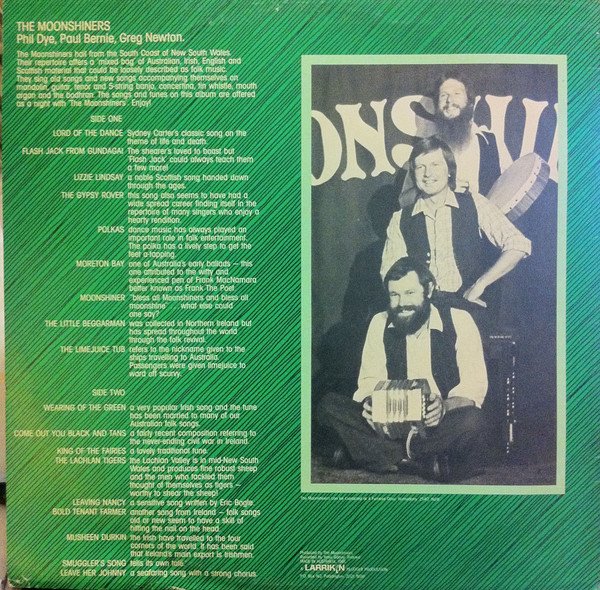 THE MOONSHINERS
Phil Dye, Paul Bernie, Greg Newton.
The Moonshiners hail from the South Coast of New South Wales.
Their repertoire offers a 'mixed bag' of Australian, Irish, English and
Scottish material that could be loosely described as folk music.
They sing old songs and new songs accompanying themselves on
mandolin, guitar, tenor and 5-string banjo, concertina, tin whistle, mouth
organ and the bodhran. The songs and tunes on this album are offered
as a night with 'The Moonshiners'. Enjoy!
SIDE ONE
LORD OF THE DANCE Sydney Carter's classic song on the
theme of life and death.
FLASH JACK FROM GUNDAGAI The shearer's loved to boast but
'Flash Jack' could always teach them
a few more!
LIZZIE LINDSAY a noble Scottish song handed down
through the ages.
THE GYPSY ROVER this song also seems to have had a
wide spread career finding itself in the
repertoire of many singers who enjoy a
hearty rendition.
POLKAS dance music has always played an
important role in folk entertainment.
The polka has a lively step to get the
feet a-tapping.
MORETON BAY one of Australia's early ballads – this
one attributed to the witty and
experienced pen of Frank MacNamara
better known as Frank The Poet.
MOONSHINER "bless all Moonshiners and bless all
moonshine" – what else could
one say?
THE LITTLE BEGGARMAN was collected in Northern Ireland but
has spread throughout the world
through the folk revival.
THE LIMEJUICE TUB refers to the nickname given to the
ships travelling to Australia.
Passengers were given limejuice to
ward off scurvy.
SIDE TWO
WEARING OF THE GREEN a very popular Irish song and the tune
has been married to many of our
Australian folk songs.
COME OUT YOU BLACK AND TANS a fairly recent composition referring to
the never-ending civil war in Ireland.
KING OF THE FAIRIES a lovely traditional tune.
THE LACHLAN TIGERS the Lachlan Valley is in mid-New South
Wales and produces fine robust sheep
and the men who tackled them
thought of themselves as tigers –
worthy to shear the sheep!
LEAVING NANCY a sensitive song written by Eric Bogle
BOLD TENANT FARMER another song from Ireland – folk songs
old or new seem to have a skill of
hitting the nail on the head.
MUSHEEN DURKIN the Irish have travelled to the four
corners of the world. It has been said
that Ireland's main export is Irishmen.
SMUGGLER'S SONG tells its own tale.
LEAVE HER JOHNNY a seafaring song with a strong chorus.
ONSHI
Produced by The Moonshiners
LARRIKIN
P.O. Box 162, Paddington, 2021 NSW